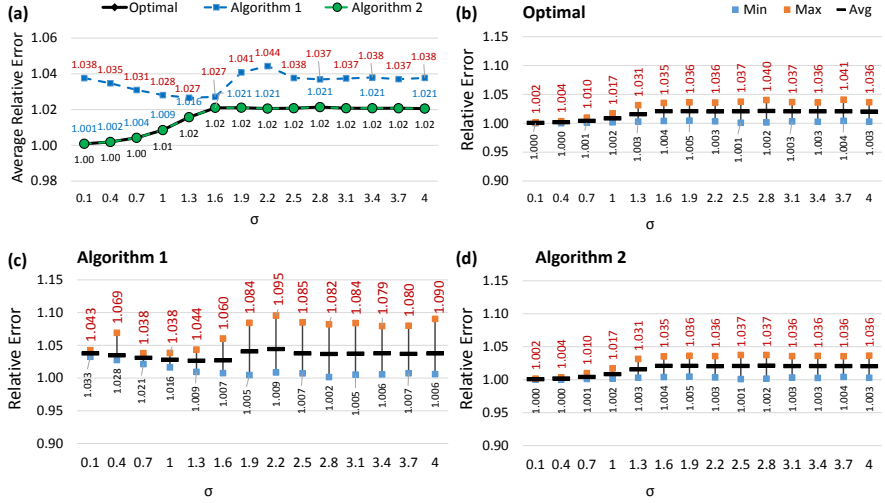 (a)
Optimal
Algorithm 1
Algorithm 2
Average Relative Error
1.06
1.04
1.02
1.00
0.98
1.038 1.035 1.031 1.028 1.027 1.027 1.041 1.044 1.038 1.037 1.037 1.038 1.037 1.038
1.001 1.002 1.004 1.009 1.016 1.021 1.021 1.021 1.021 1.021
1.00 1.00 1.00 1.01 1.02 1.02 1.02 1.02 1.02 1.02 1.02 1.02 1.02 1.02
0.1 0.4 0.7 1 1.3 1.6 1.9 2.2 2.5 2.8 3.1 3.4 3.7 4
σ
(b)
Optimal
Min Max Avg
Relative Error
1.15
1.10
1.05
1.00
0.95
0.90
1.002 1.004 1.010 1.017 1.031 1.035 1.036 1.036 1.037 1.040 1.037 1.036 1.041 1.036
1.000 1.000 1.001 1.002 1.003 1.004 1.005 1.003 1.001 1.002 1.003 1.003 1.004 1.003
0.1 0.4 0.7 1 1.3 1.6 1.9 2.2 2.5 2.8 3.1 3.4 3.7 4
σ
(c)
Algorithm 1
Relative Error
1.15
1.10
1.05
1.00
0.95
0.90
1.043 1.069 1.038 1.038 1.044 1.060 1.084 1.095 1.085 1.082 1.084 1.079 1.080 1.090
1.033 1.028 1.021 1.016 1.009 1.007 1.005 1.009 1.007 1.002 1.005 1.006 1.007 1.006
0.1 0.4 0.7 1 1.3 1.6 1.9 2.2 2.5 2.8 3.1 3.4 3.7 4
σ
(d)
Algorithm 2
Relative Error
1.15
1.10
1.05
1.00
0.95
0.90
1.002 1.004 1.010 1.017 1.031 1.035 1.036 1.036 1.037 1.037 1.036 1.036 1.036 1.036
1.000 1.000 1.001 1.002 1.003 1.004 1.005 1.003 1.001 1.002 1.003 1.003 1.004 1.003
0.1 0.4 0.7 1 1.3 1.6 1.9 2.2 2.5 2.8 3.1 3.4 3.7 4
σ